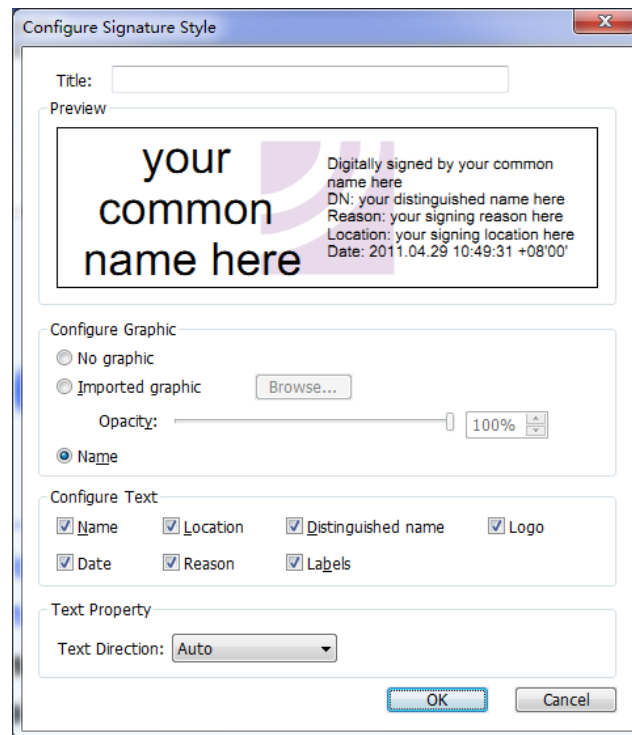 Configure Signature Style
Title:
Preview
your
common
name here
Digitally signed by your common
name here
DN: your distinguished name here
Reason: your signing reason here
Location: your signing location here
Date: 2011.04.29 10:49:31 +08'00'
Configure Graphic
No graphic
Imported graphic Browse...
Opacity: 100%
Name
Configure Text
Name Location Distinguished name Logo
Date Reason Labels
Text Property
Text Direction: Auto
OK Cancel